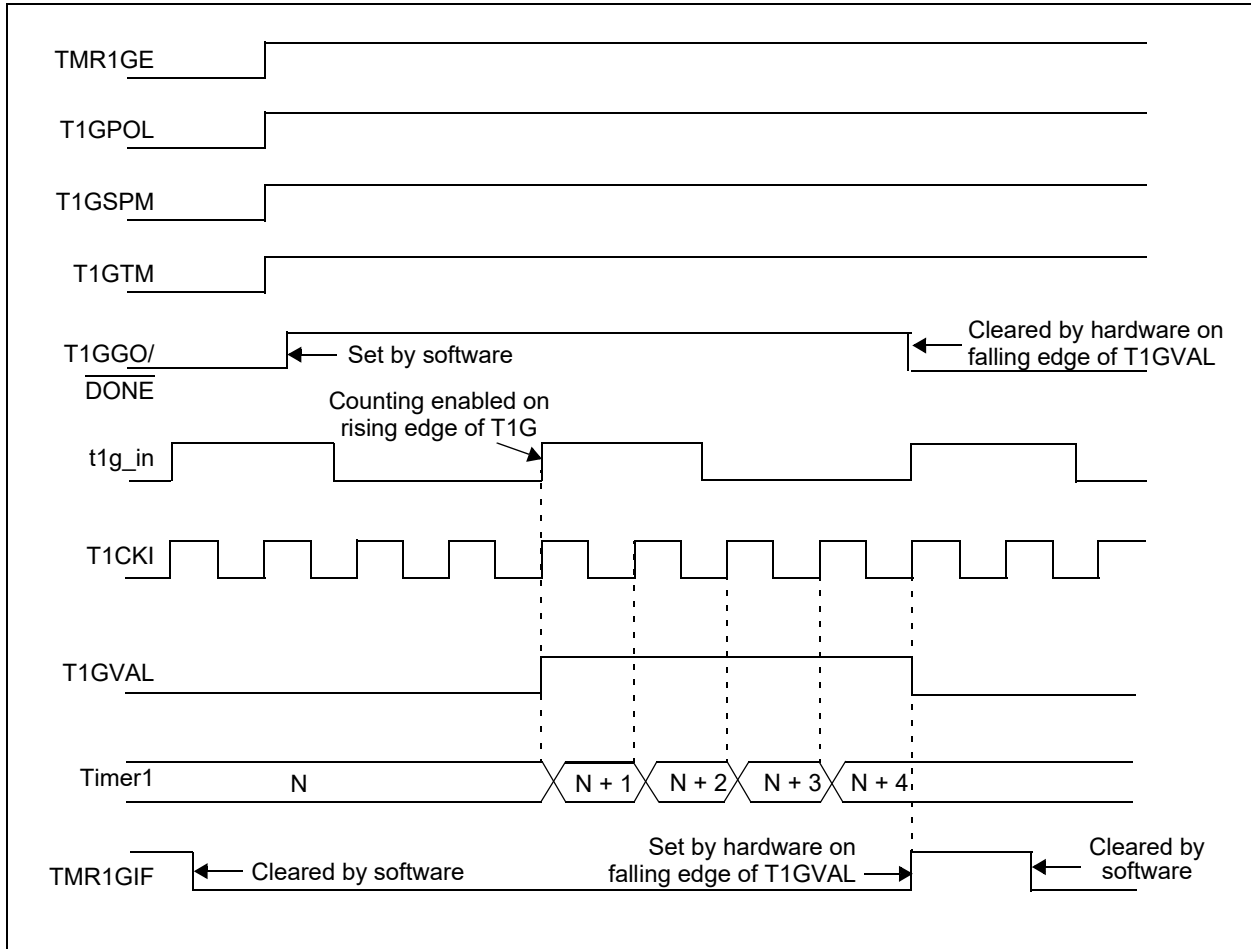 TMR1GE
T1GPOL
T1GSPM
T1GTM
T1GGO/
DONE
Set by software
Cleared by hardware on
falling edge of T1GVAL
Counting enabled on
rising edge of T1G
t1g_in
T1CKI
T1GVAL
Timer1
N
N + 1
N + 2
N + 3
N + 4
TMR1GIF
Cleared by software
Set by hardware on
falling edge of T1GVAL
Cleared by
software